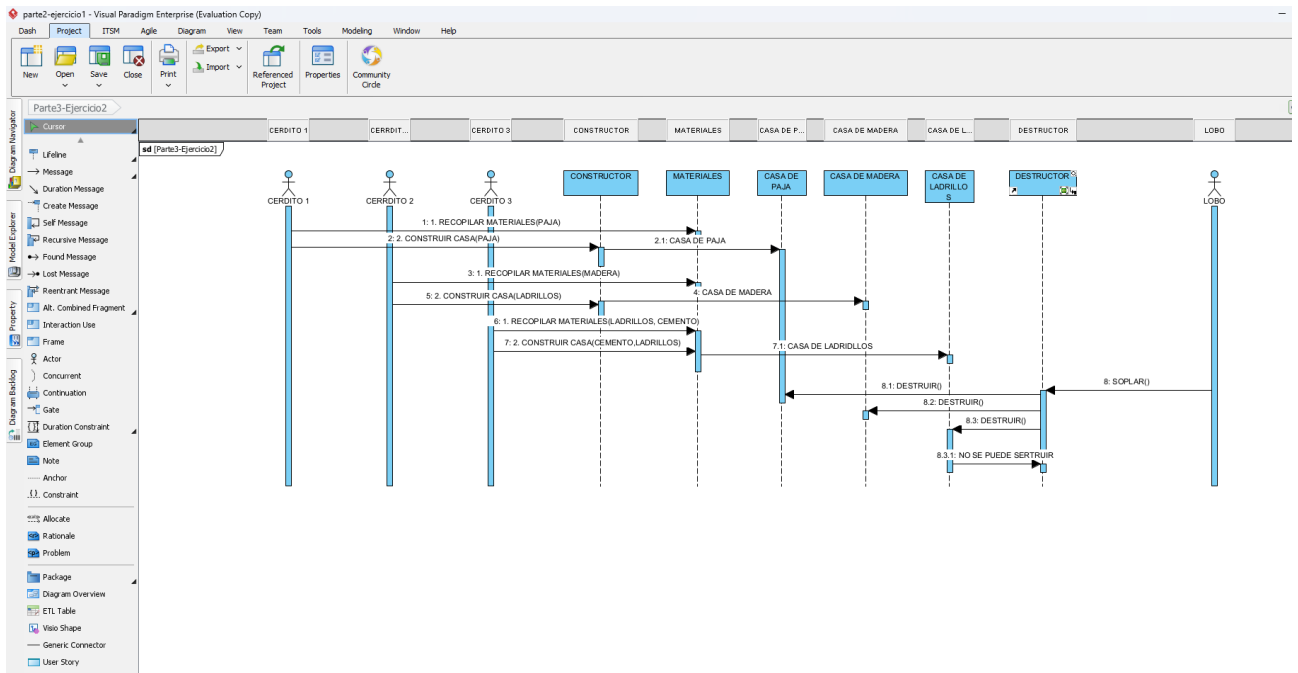 parte2-ejercicio1 - Visual Paradigm Enterprise (Evaluation Copy)
Dash Project ITSM Agile Diagram View Team Tools Modeling Window Help
New Open Save Close Print Export Import Referenced Project Properties Community Circle
Parte3-Ejercicio2
Diagram Navigator
Model Explorer
Property
Diagram Backlog
Cursor
Lifeline
Message
Duration Message
Create Message
Self Message
Recursive Message
Found Message
Lost Message
Reentrant Message
Alt. Combined Fragment
Interaction Use
Frame
Actor
Concurrent
Continuation
Gate
Duration Constraint
Element Group
Note
Anchor
Constraint
Allocate
Rationale
Problem
Package
Diagram Overview
ETL Table
Visio Shape
Generic Connector
User Story
CERDITO 1 CERRDIT... CERDITO 3 CONSTRUCTOR MATERIALES CASA DE P... CASA DE MADERA CASA DE L... DESTRUCTOR LOBO
sd [Parte3-Ejercicio2]
CERDITO 1
CERRDITO 2
CERDITO 3
CONSTRUCTOR
MATERIALES
CASA DE
PAJA
CASA DE MADERA
CASA DE
LADRILLO
S
DESTRUCTOR
LOBO
1: 1. RECOPILAR MATERIALES(PAJA)
2: 2. CONSTRUIR CASA(PAJA)
2.1: CASA DE PAJA
3: 1. RECOPILAR MATERIALES(MADERA)
4: CASA DE MADERA
5: 2. CONSTRUIR CASA(LADRILLOS)
6: 1. RECOPILAR MATERIALES(LADRILLOS, CEMENTO)
7: 2. CONSTRUIR CASA(CEMENTO,LADRILLOS)
7.1: CASA DE LADRIDLLOS
8: SOPLAR()
8.1: DESTRUIR()
8.2: DESTRUIR()
8.3: DESTRUIR()
8.3.1: NO SE PUEDE SERTRUIR